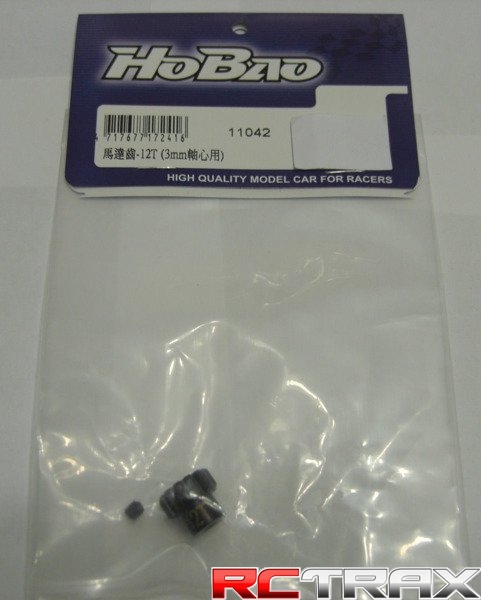 HoBao
11042
4 717677 172416
馬達齒-12T (3mm軸心用)
HIGH QUALITY MODEL CAR FOR RACERS
RCTRAX